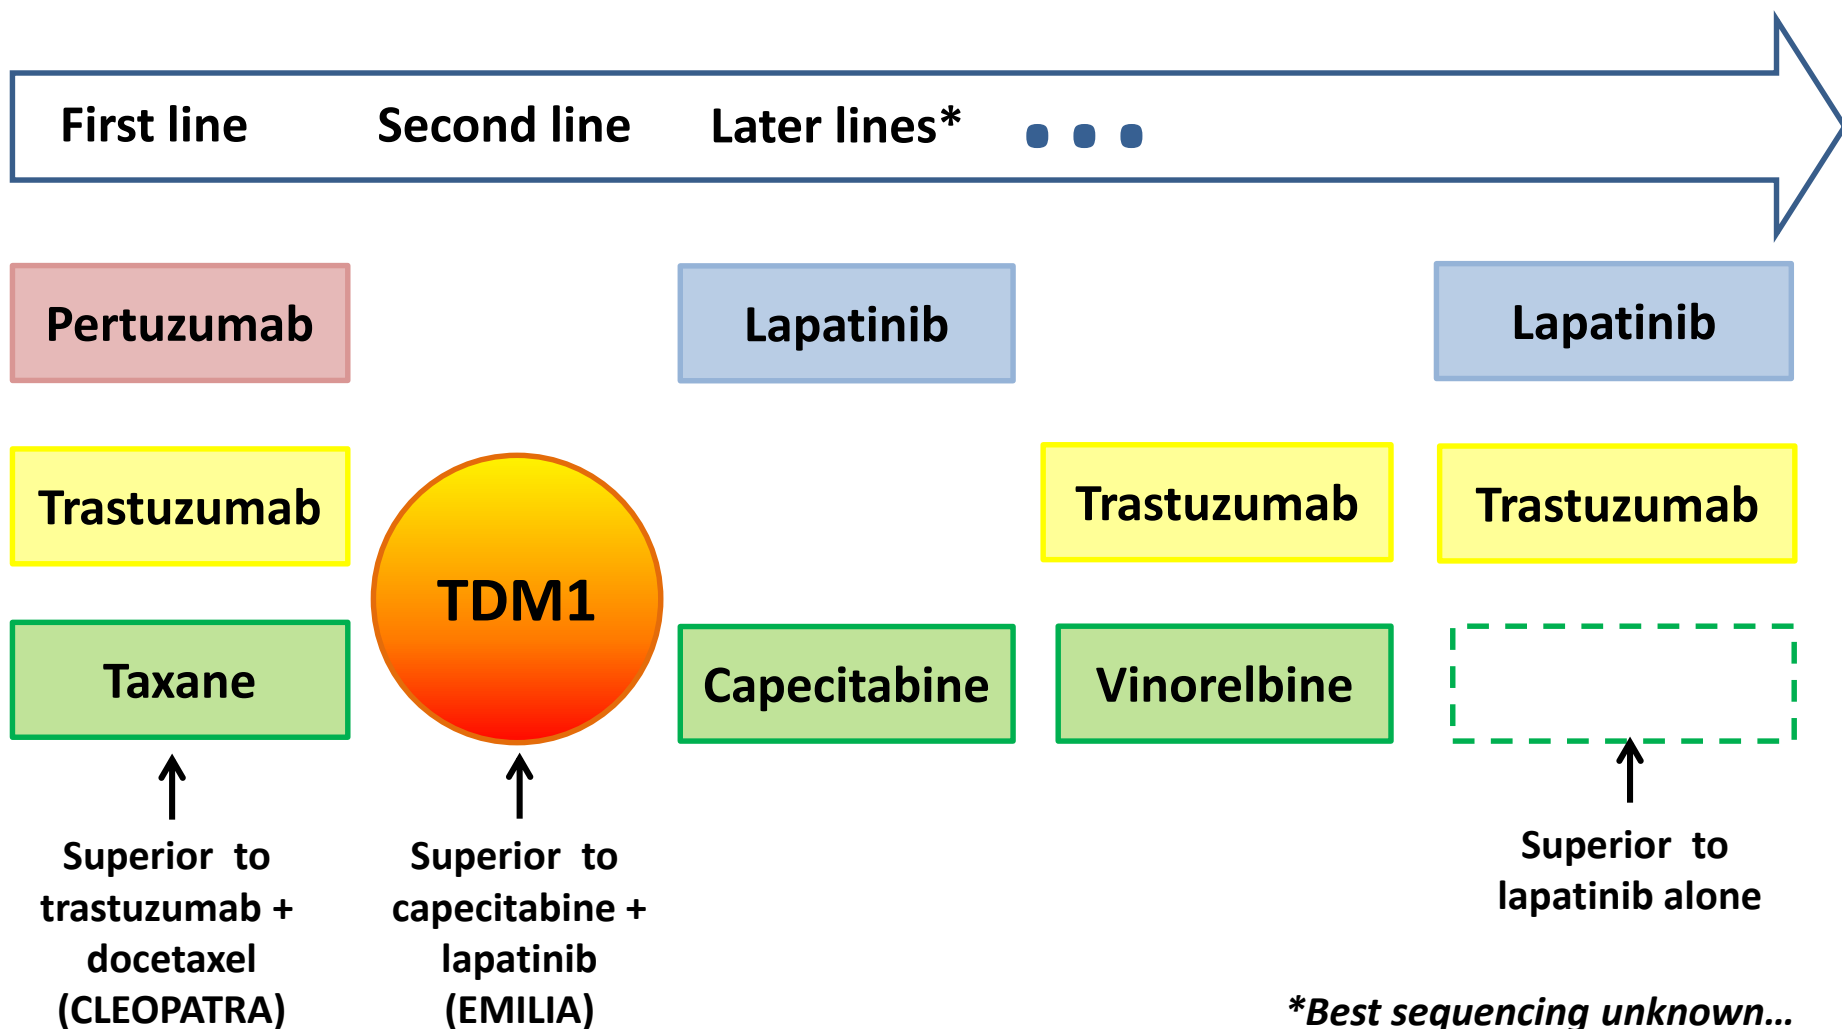 First line Second line Later lines* ...
Pertuzumab Lapatinib Lapatinib
Trastuzumab Trastuzumab Trastuzumab
TDM1
Taxane Capecitabine Vinorelbine
Superior to
trastuzumab +
docetaxel
(CLEOPATRA)
Superior to
capecitabine +
lapatinib
(EMILIA)
Superior to
lapatinib alone
*Best sequencing unknown...